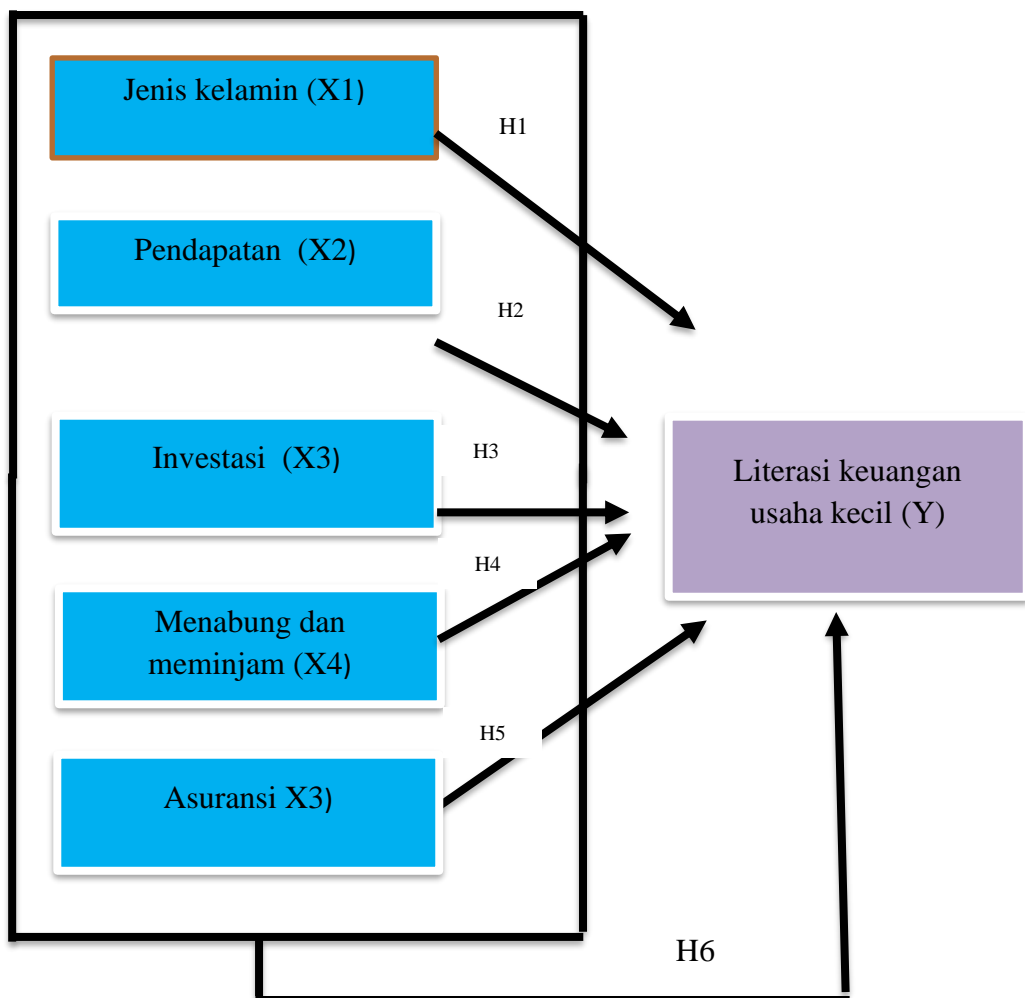 Jenis kelamin (X1)
H1
Pendapatan (X2)
H2
Investasi (X3)
H3
Literasi keuangan
usaha kecil (Y)
H4
Menabung dan
meminjam (X4)
H5
Asuransi X3)
H6